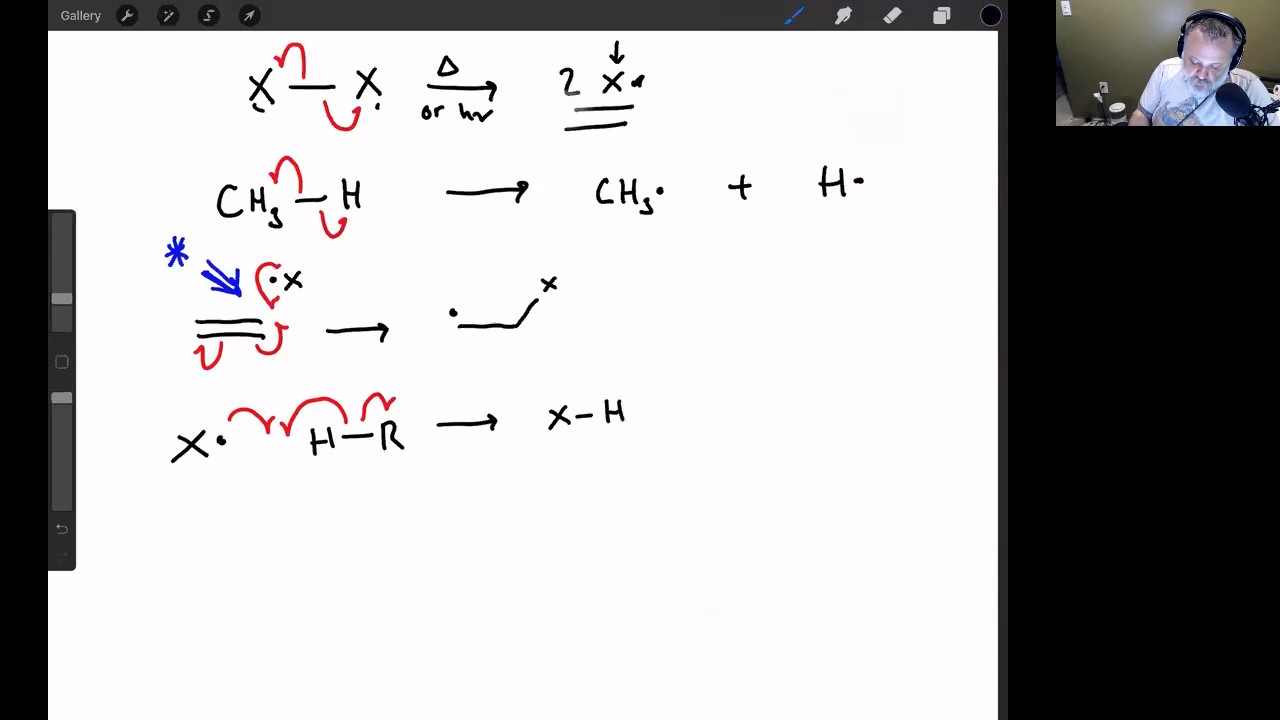 Gallery
X — X Δ or hν → 2 X•
CH₃ — H → CH₃• + H•
* •X → • X
X• H—R → X—H